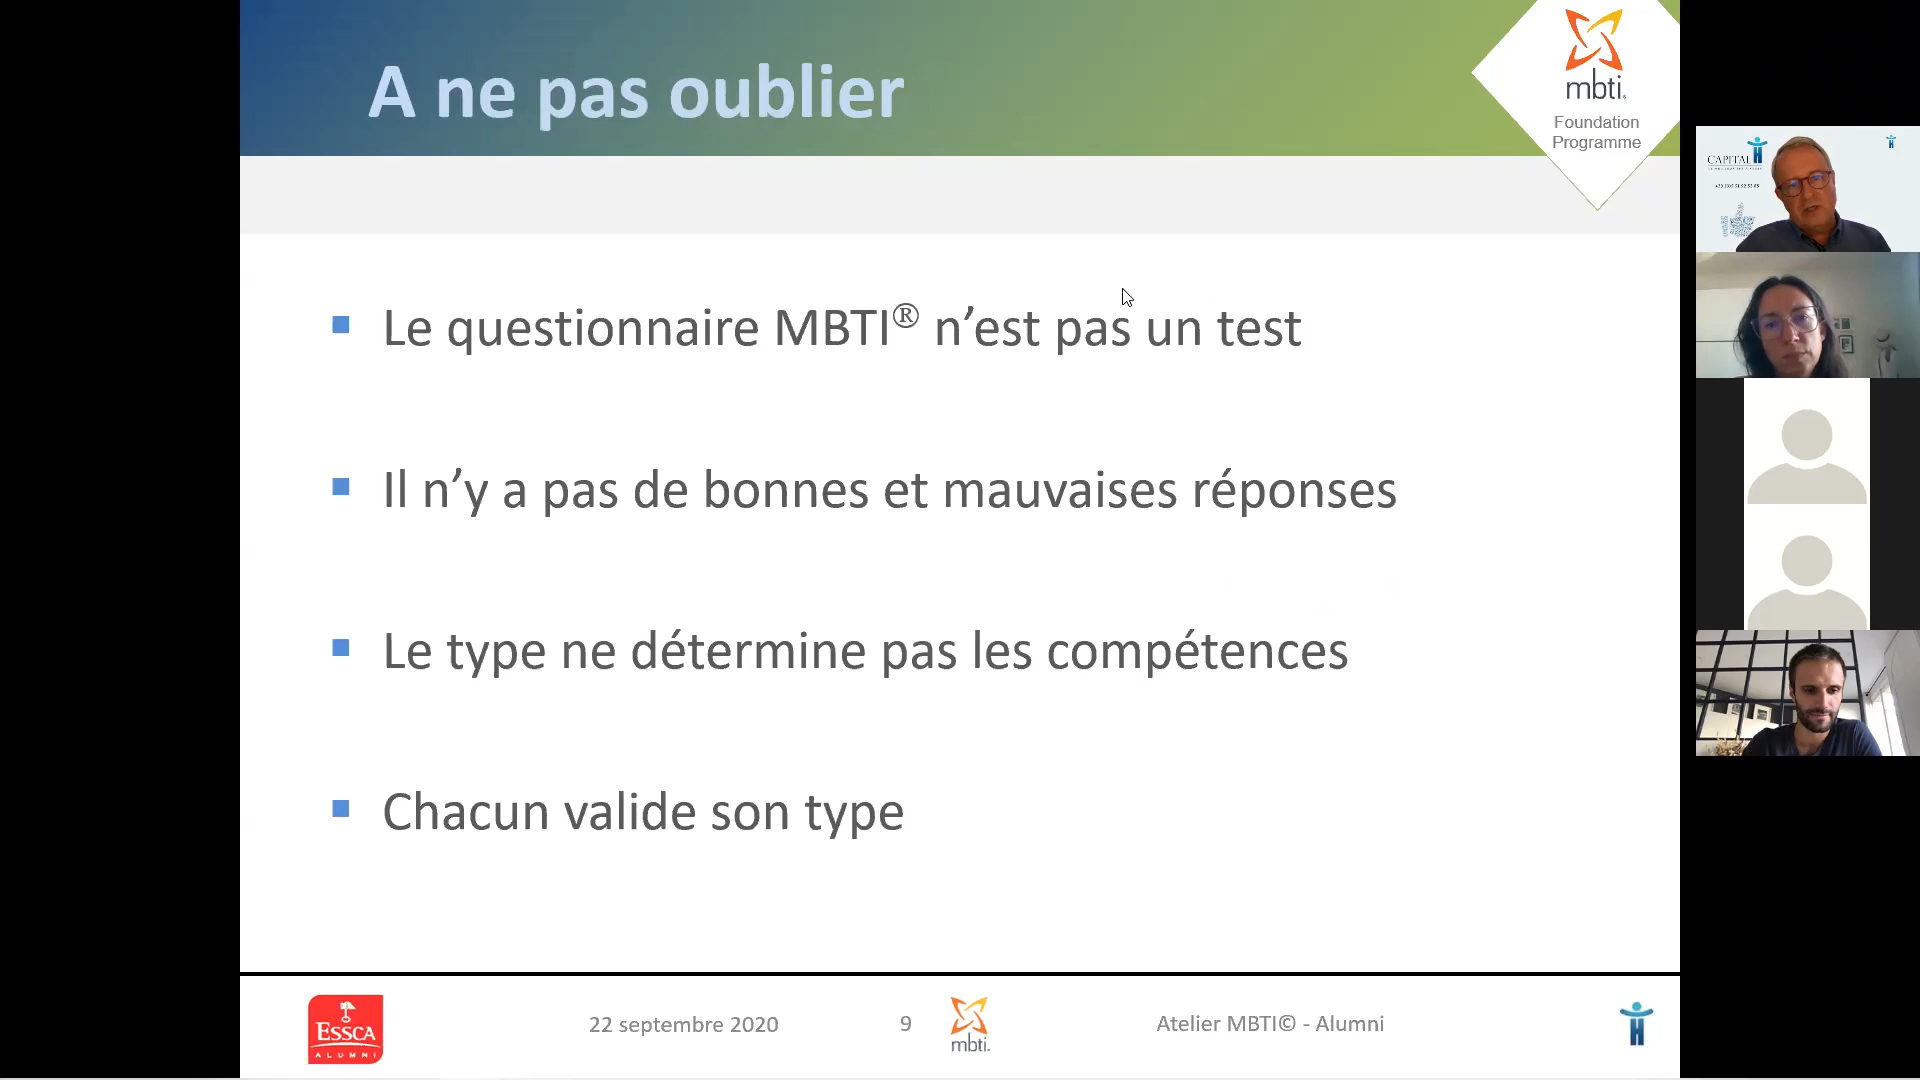 A ne pas oublier
mbti.
Foundation
Programme
Le questionnaire MBTI® n’est pas un test
Il n’y a pas de bonnes et mauvaises réponses
Le type ne détermine pas les compétences
Chacun valide son type
ESSCA
ALUMNI
22 septembre 2020
9
mbti.
Atelier MBTI© - Alumni
CAPITAL H